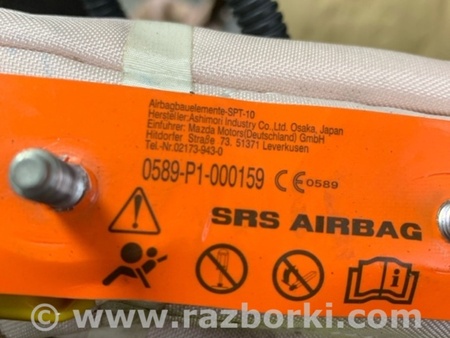 Airbagbauelemente-SPT-10
Hersteller:Ashimori Industry Co.,Ltd. Osaka, Japan
Einführer: Mazda Motors(Deutschland) GmbH
Hitdorfer Straße 73. 51371 Leverkusen
Tel.-Nr.02173-943-0
0589-P1-000159 CE0589
SRS AIRBAG
©-www.razborki.com